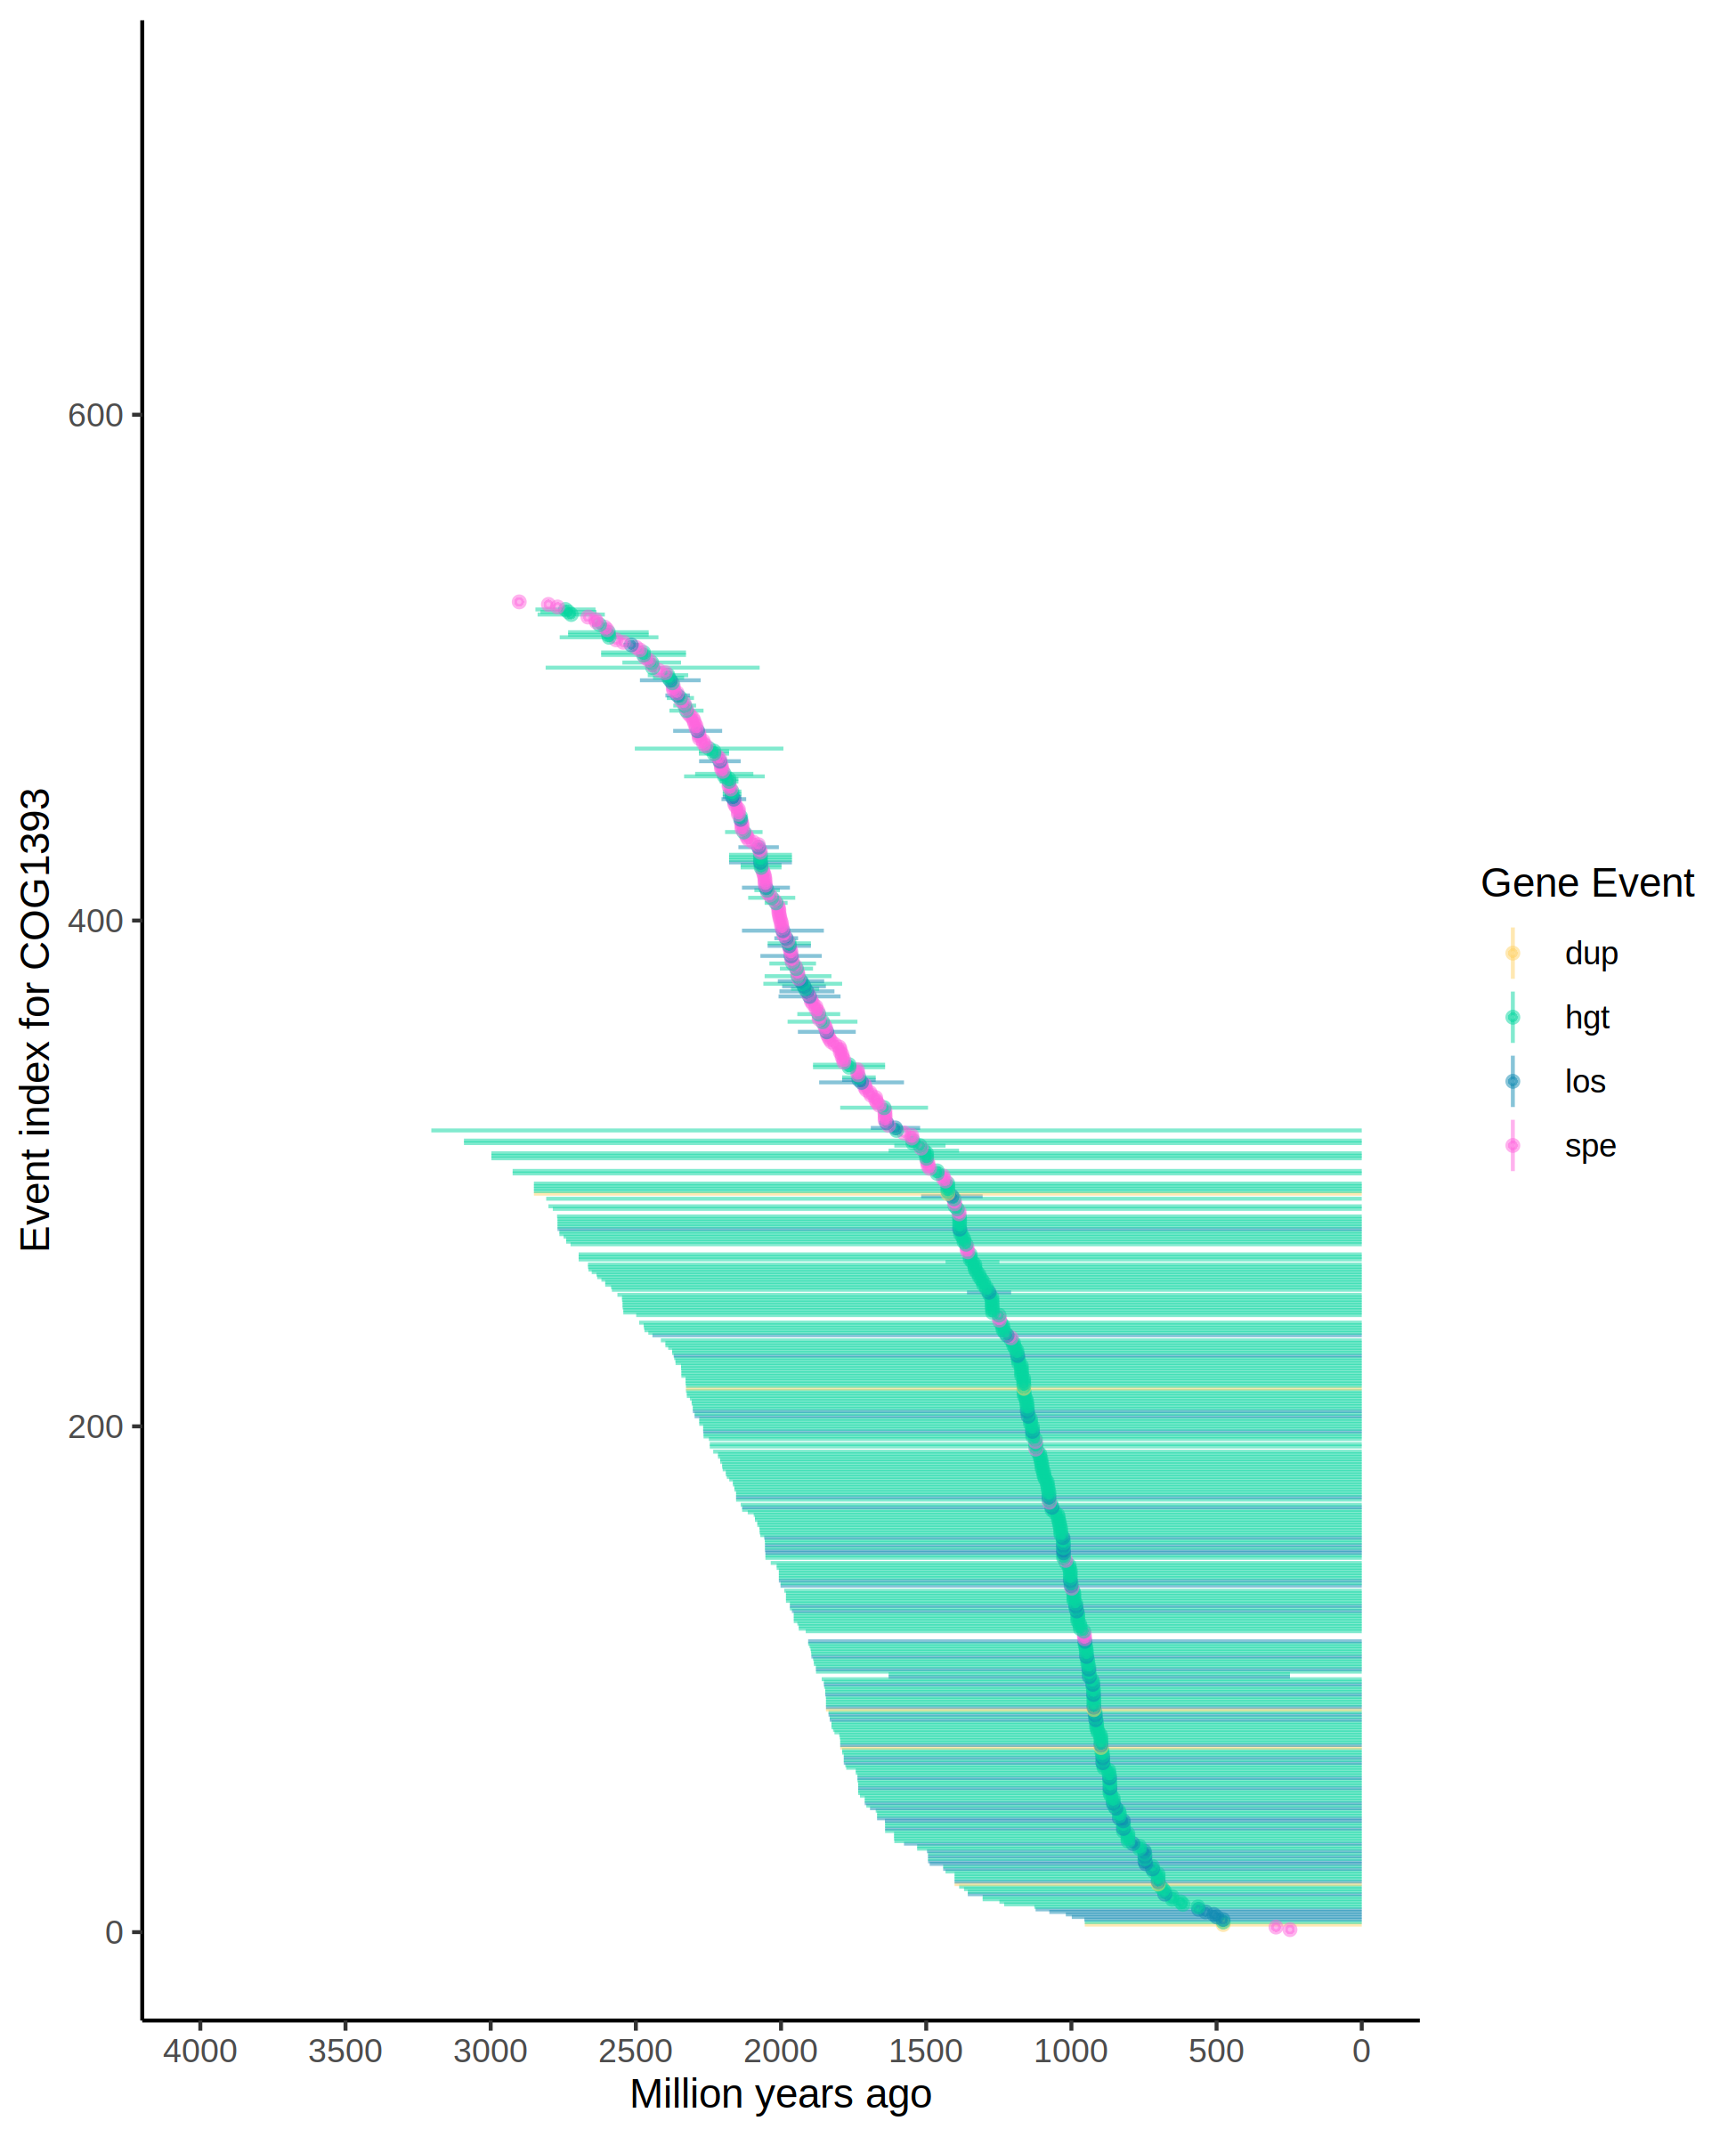 Event index for COG1393
600
400
200
0
4000 3500 3000 2500 2000 1500 1000 500 0
Million years ago
Gene Event
dup
hgt
los
spe